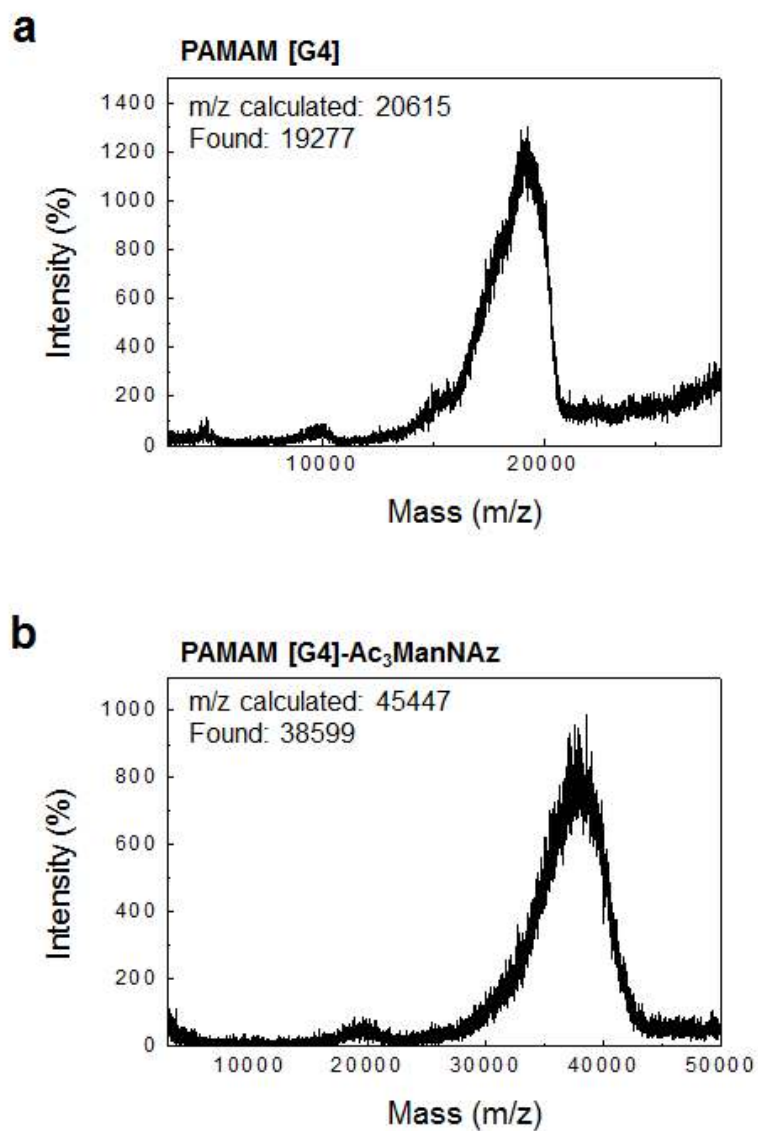 a
PAMAM [G4]
m/z calculated: 20615
Found: 19277
Intensity (%)
1400
1200
1000
800
600
400
200
0
10000 20000
Mass (m/z)
b
PAMAM [G4]-Ac₃ManNAz
m/z calculated: 45447
Found: 38599
Intensity (%)
1000
800
600
400
200
0
10000 20000 30000 40000 50000
Mass (m/z)